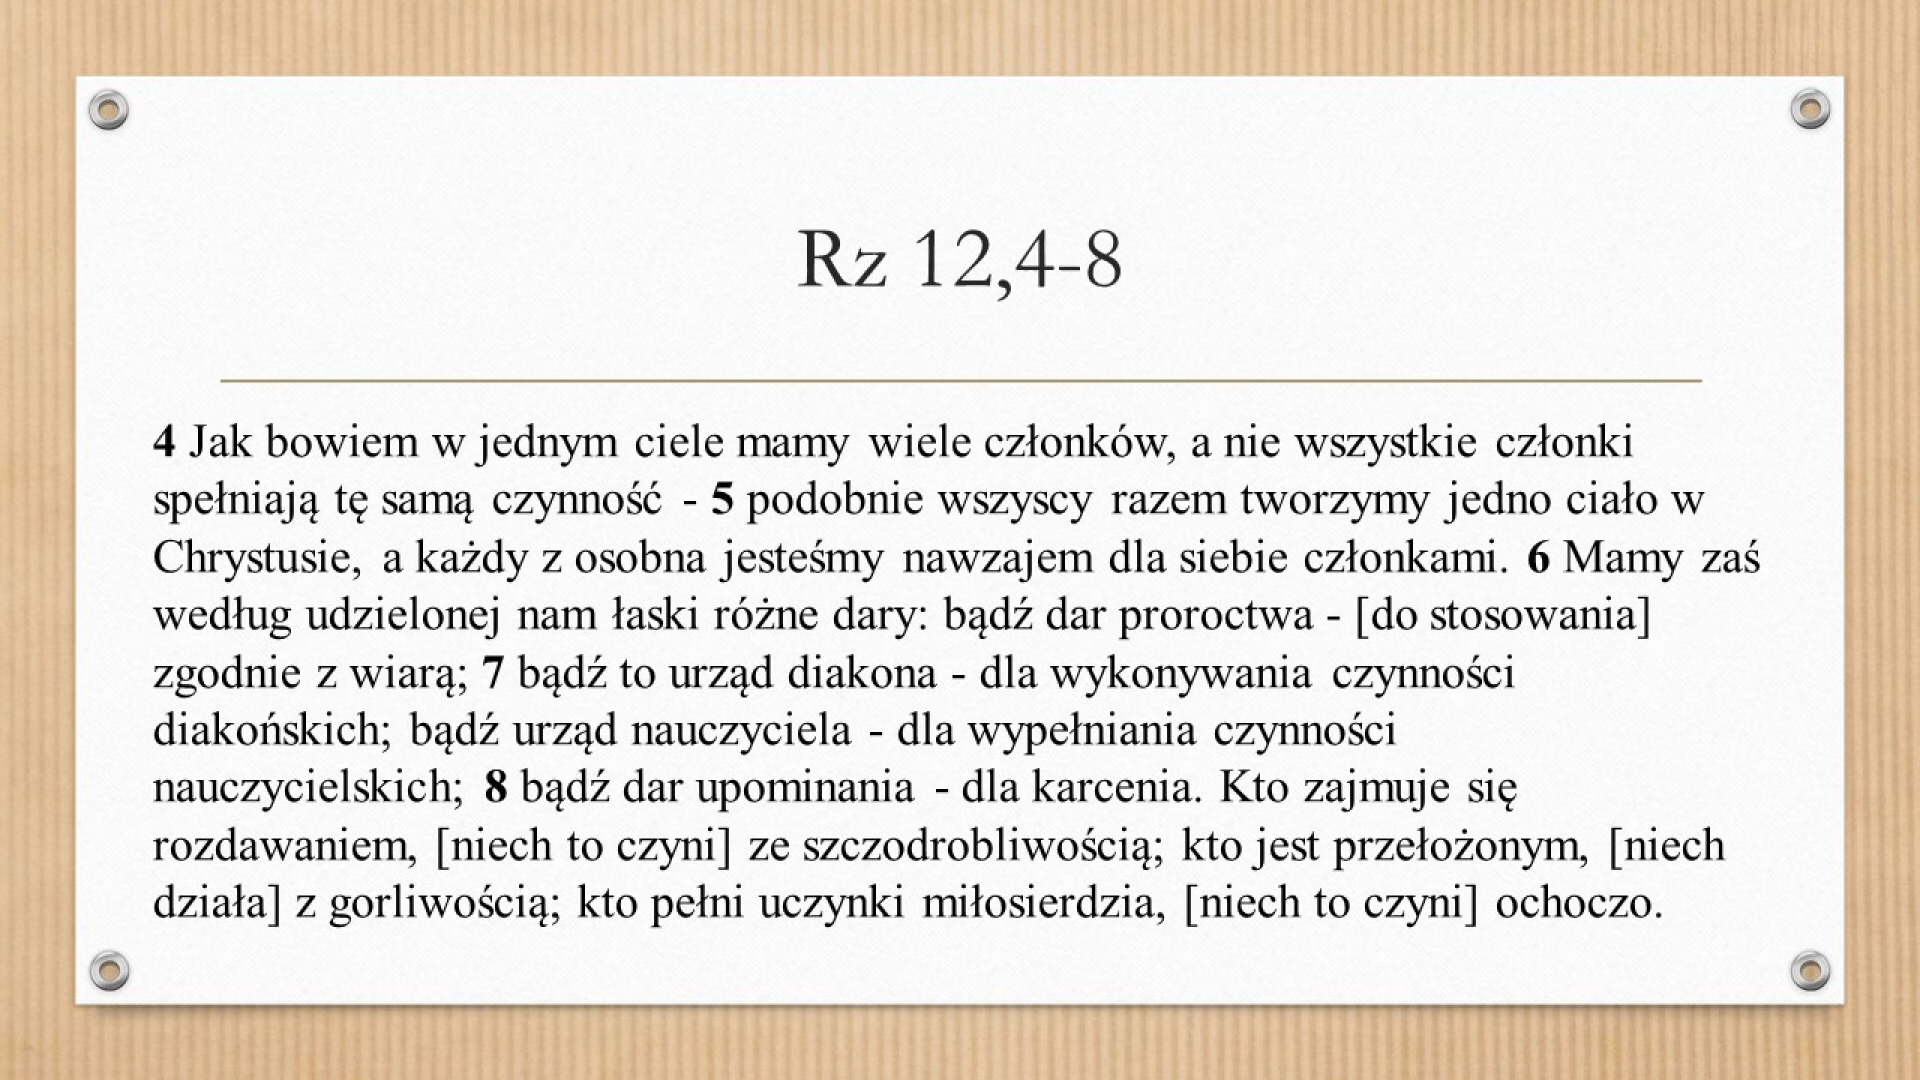 Rz 12,4-8
4 Jak bowiem w jednym ciele mamy wiele członków, a nie wszystkie członki
spełniają tę samą czynność - 5 podobnie wszyscy razem tworzymy jedno ciało w
Chrystusie, a każdy z osobna jesteśmy nawzajem dla siebie członkami. 6 Mamy zaś
według udzielonej nam łaski różne dary: bądź dar proroctwa - [do stosowania]
zgodnie z wiarą; 7 bądź to urząd diakona - dla wykonywania czynności
diakońskich; bądź urząd nauczyciela - dla wypełniania czynności
nauczycielskich; 8 bądź dar upominania - dla karcenia. Kto zajmuje się
rozdawaniem, [niech to czyni] ze szczodrobliwością; kto jest przełożonym, [niech
działa] z gorliwością; kto pełni uczynki miłosierdzia, [niech to czyni] ochoczo.